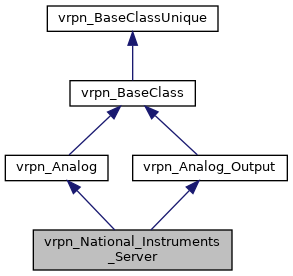 vrpn_BaseClassUnique
vrpn_BaseClass
vrpn_Analog
vrpn_Analog_Output
vrpn_National_Instruments
_Server